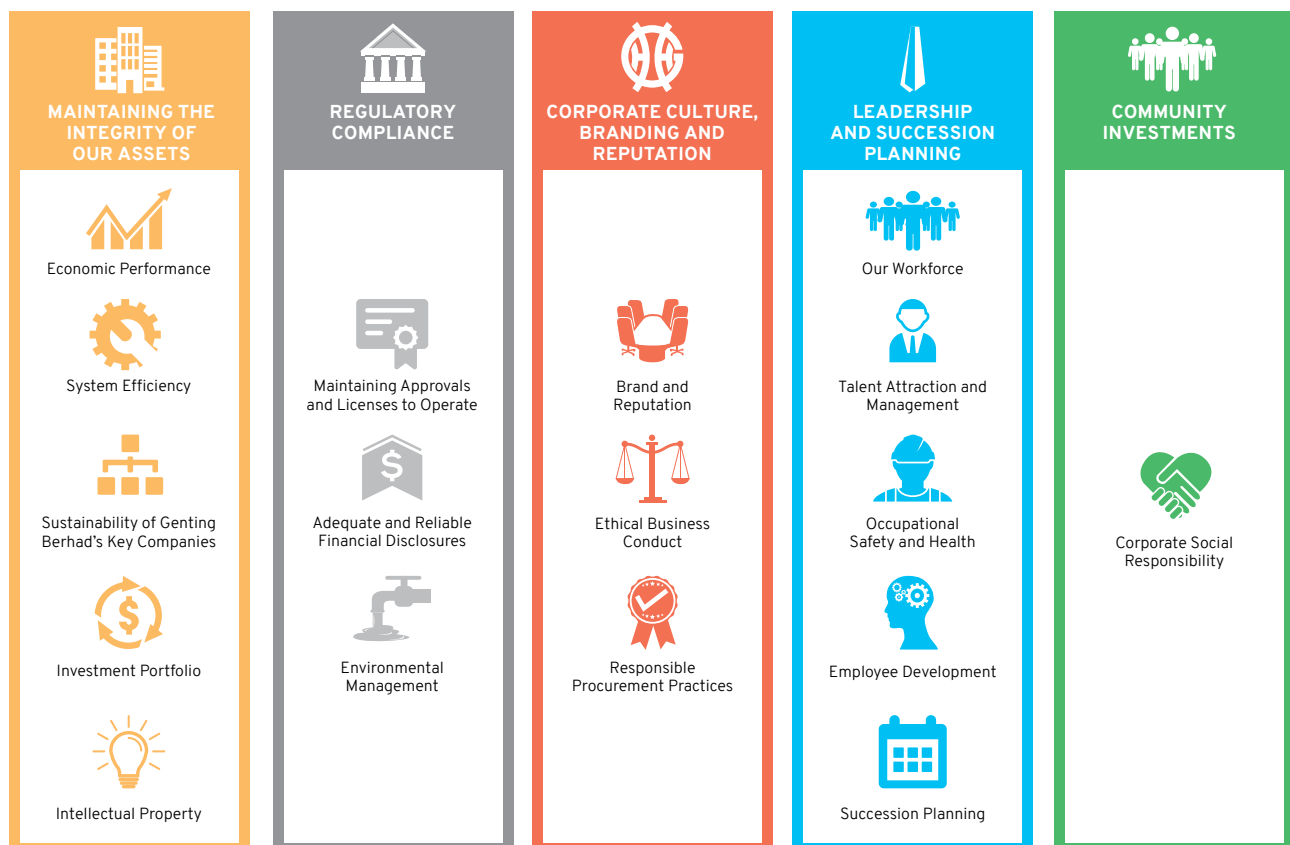 MAINTAINING THE
INTEGRITY OF
OUR ASSETS
Economic Performance
System Efficiency
Sustainability of Genting
Berhad's Key Companies
Investment Portfolio
Intellectual Property
REGULATORY
COMPLIANCE
Maintaining Approvals
and Licenses to Operate
Adequate and Reliable
Financial Disclosures
Environmental
Management
CORPORATE CULTURE,
BRANDING AND
REPUTATION
Brand and
Reputation
Ethical Business
Conduct
Responsible
Procurement Practices
LEADERSHIP
AND SUCCESSION
PLANNING
Our Workforce
Talent Attraction and
Management
Occupational
Safety and Health
Employee Development
Succession Planning
COMMUNITY
INVESTMENTS
Corporate Social
Responsibility